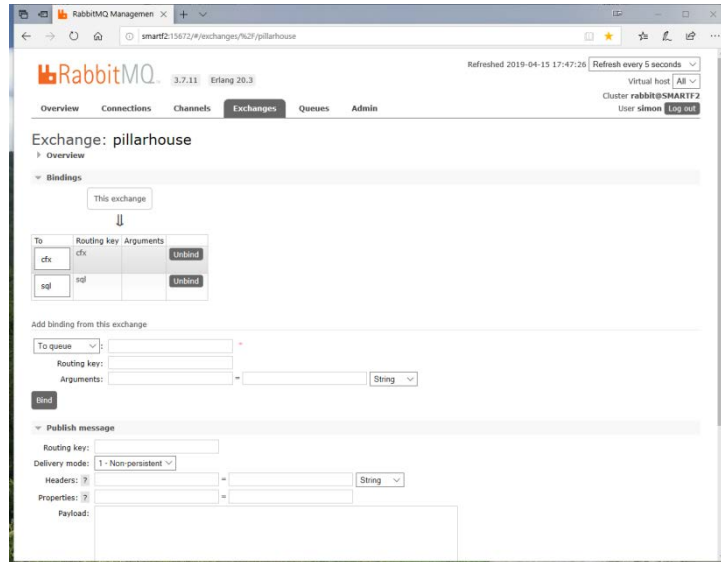 RabbitMQ Managemen
smartf2:15672/#/exchanges/%2F/pillarhouse
RabbitMQ 3.7.11 Erlang 20.3
Refreshed 2019-04-15 17:47:26 Refresh every 5 seconds
Virtual host All
Cluster rabbit@SMARTF2
User simon Log out
Overview Connections Channels Exchanges Queues Admin
Exchange: pillarhouse
Overview
Bindings
This exchange
⇓
To Routing key Arguments
cfx cfx Unbind
sql sql Unbind
Add binding from this exchange
To queue : *
Routing key:
Arguments: = String
Bind
Publish message
Routing key:
Delivery mode: 1 - Non-persistent
Headers: ? = String
Properties: ? =
Payload: